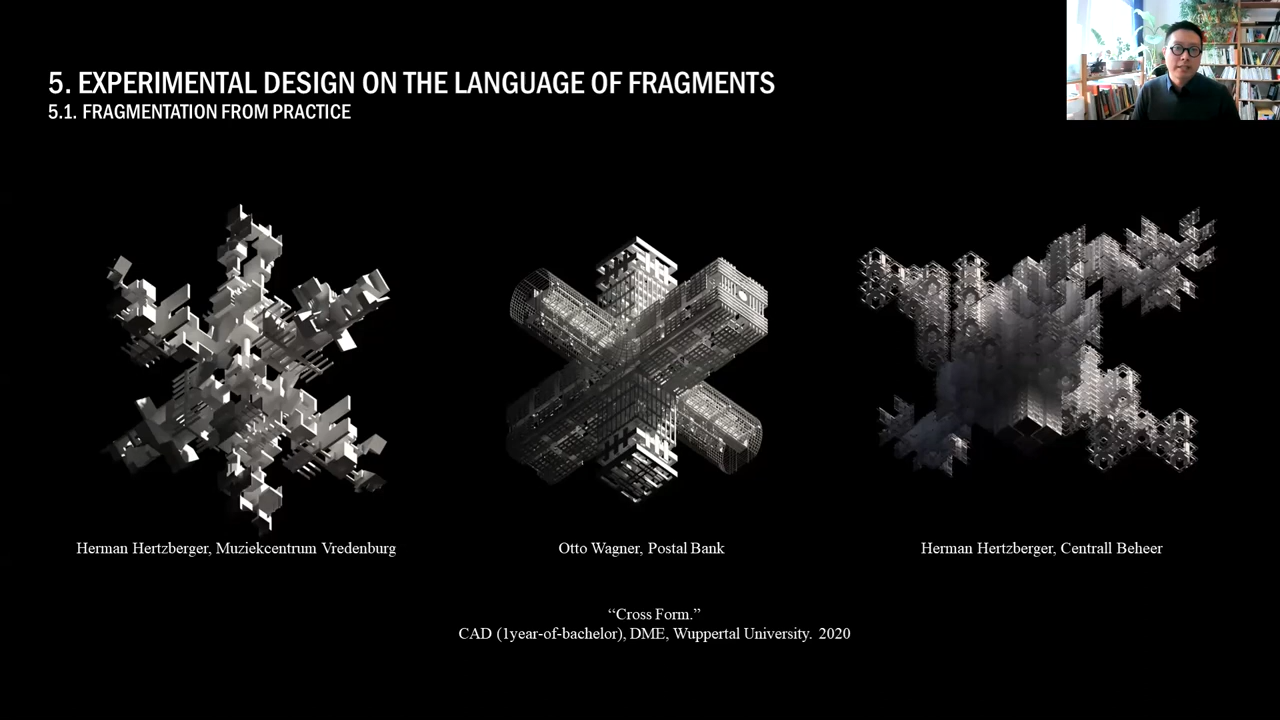 5. EXPERIMENTAL DESIGN ON THE LANGUAGE OF FRAGMENTS
5.1. FRAGMENTATION FROM PRACTICE
Herman Hertzberger, Muziekcentrum Vredenburg
Otto Wagner, Postal Bank
Herman Hertzberger, Centrall Beheer
“Cross Form.”
CAD (1year-of-bachelor), DME, Wuppertal University. 2020